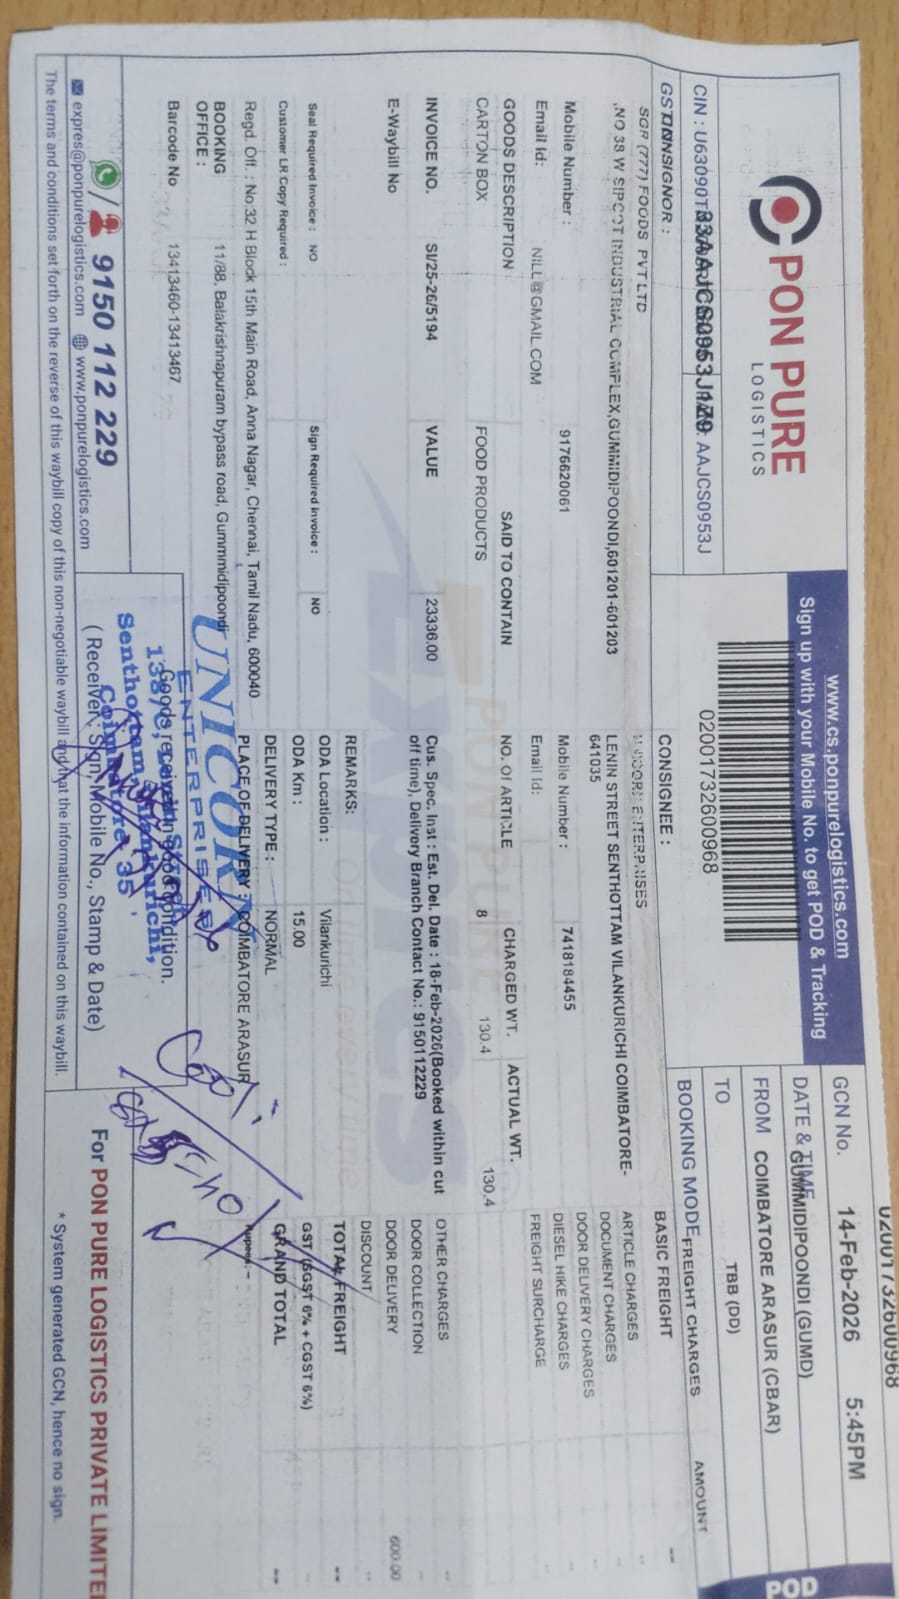 PON PURE
LOGISTICS
www.cs.ponpurelogistics.com
Sign up with your Mobile No. to get POD & Tracking
02001732600968
02001732600968
GCN No.
DATE & TIME
14-Feb-2026 5:45PM
FROM
GUMMIDIPOONDI (GUMD)
TO
COIMBATORE ARASUR (CBAR)
BOOKING MODE
TBB (DD)
POD
GSTIN
33AAJCS0953J1Z9
AAJCS0953J
CONSIGNOR :
SGR (777) FOODS PVT LTD
,NO 38 W SIPCOT INDUSTRIAL COMPLEX,GUMMIDIPOONDI,601201-601203
Mobile Number : 9176620061
Email Id: NILL@GMAIL.COM
CONSIGNEE :
UNICORN ENTERPRISES
LENIN STREET SENTHOTTAM VILANKURICHI COIMBATORE-
641035
Mobile Number : 7418184455
Email Id:
GOODS DESCRIPTION SAID TO CONTAIN NO. Of ARTICLE CHARGED WT. ACTUAL WT.
CARTON BOX FOOD PRODUCTS 8 130.4 130.4
INVOICE NO. SI/25-26/5194 VALUE 23336.00
E-Waybill No
Cus. Spec. Inst : Est. Del. Date : 18-Feb-2026(Booked within cut
off time), Delivery Branch Contact No.: 9150112229
REMARKS:
Seal Required Invoice : NO Sign Required Invoice : NO
Customer LR Copy Required :
ODA Location : Vilankurichi
ODA Km : 15.00
DELIVERY TYPE : NORMAL
PLACE OF DELIVERY : COIMBATORE ARASUR
Regd. Off. : No:32 H Block 15th Main Road, Anna Nagar, Chennai, Tamil Nadu, 600040
BOOKING
OFFICE : 11/88, Balakrishnapuram bypass road, Gummmidipoondi
Barcode No 13413460-13413467
FREIGHT CHARGES AMOUNT
BASIC FREIGHT --
ARTICLE CHARGES
DOCUMENT CHARGES
DOOR DELIVERY CHARGES
DIESEL HIKE CHARGES
FREIGHT SURCHARGE
OTHER CHARGES
DOOR COLLECTION
DOOR DELIVERY 600.00
DISCOUNT
TOTAL FREIGHT --
GST (SGST 6% + CGST 6%)
GRAND TOTAL --
Rupees: --
UNICORN
ENTERPRISES
Senthottam, Vilankurichi,
Coimbatore - 35
Goods received in good condition.
( Receiver : Sign, Mobile No., Stamp & Date)
9150 112 229
expres@ponpurelogistics.com www.ponpurelogistics.com
The terms and conditions set forth on the reverse of this waybill copy of this non-negotiable waybill and that the information contained on this waybill.
For PON PURE LOGISTICS PRIVATE LIMITE
* System generated GCN, hence no sign.